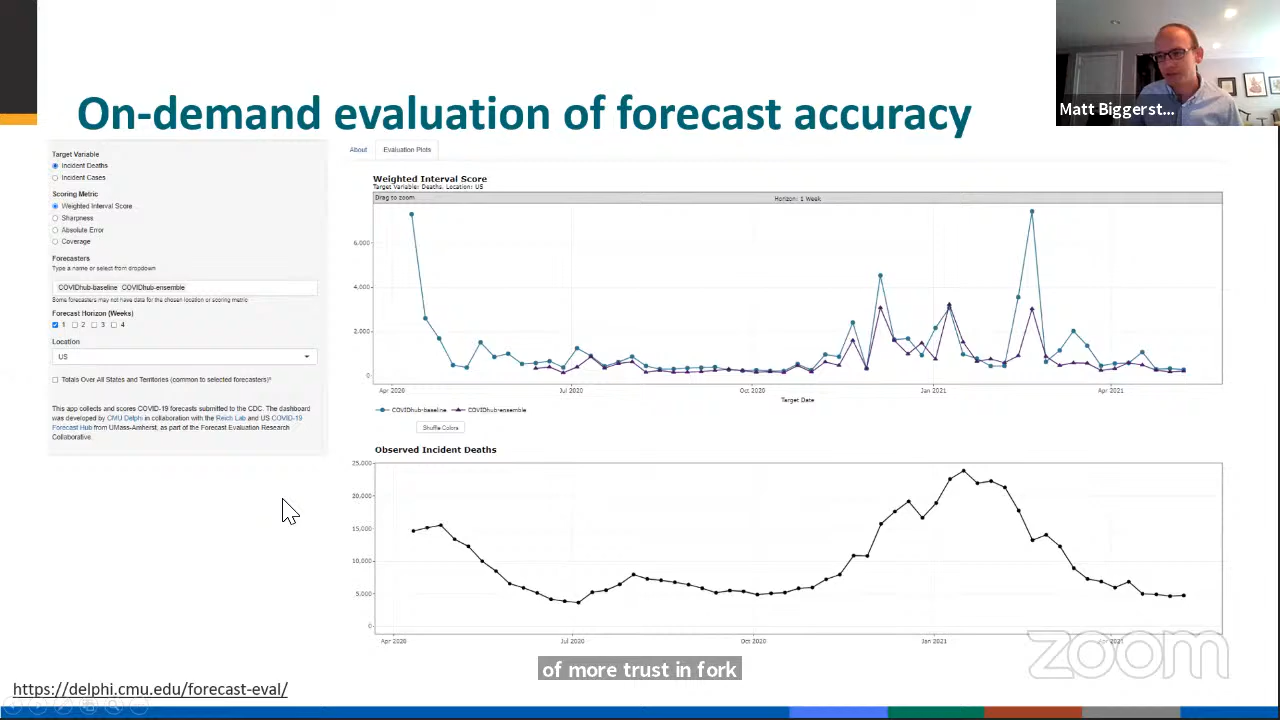 Matt Biggerst...
On-demand evaluation of forecast accuracy
Target Variable
Incident Deaths
Incident Cases
Scoring Metric
Weighted Interval Score
Sharpness
Absolute Error
Coverage
Forecasters
Type a name or select from dropdown
COVIDhub-baseline COVIDhub-ensemble
Some forecasters may not have data for the chosen location or scoring metric
Forecast Horizon (Weeks)
1 2 3 4
Location
US
Totals Over All States and Territories (common to selected forecasters)*
This app collects and scores COVID-19 forecasts submitted to the CDC. The dashboard
was developed by CMU Delphi in collaboration with the Reich Lab and US COVID-19
Forecast Hub from UMass-Amherst, as part of the Forecast Evaluation Research
Collaborative.
About Evaluation Plots
Weighted Interval Score
Target Variable: Deaths, Location: US
Drag to zoom
Horizon: 1 Week
6,000
4,000
2,000
0
Apr 2020 Jul 2020 Oct 2020 Jan 2021 Apr 2021
Target Date
COVIDhub-baseline COVIDhub-ensemble
Shuffle Colors
Observed Incident Deaths
25,000
20,000
15,000
10,000
5,000
0
Apr 2020 Jul 2020 Oct 2020 Jan 2021 Apr 2021
zoom
of more trust in fork
https://delphi.cmu.edu/forecast-eval/